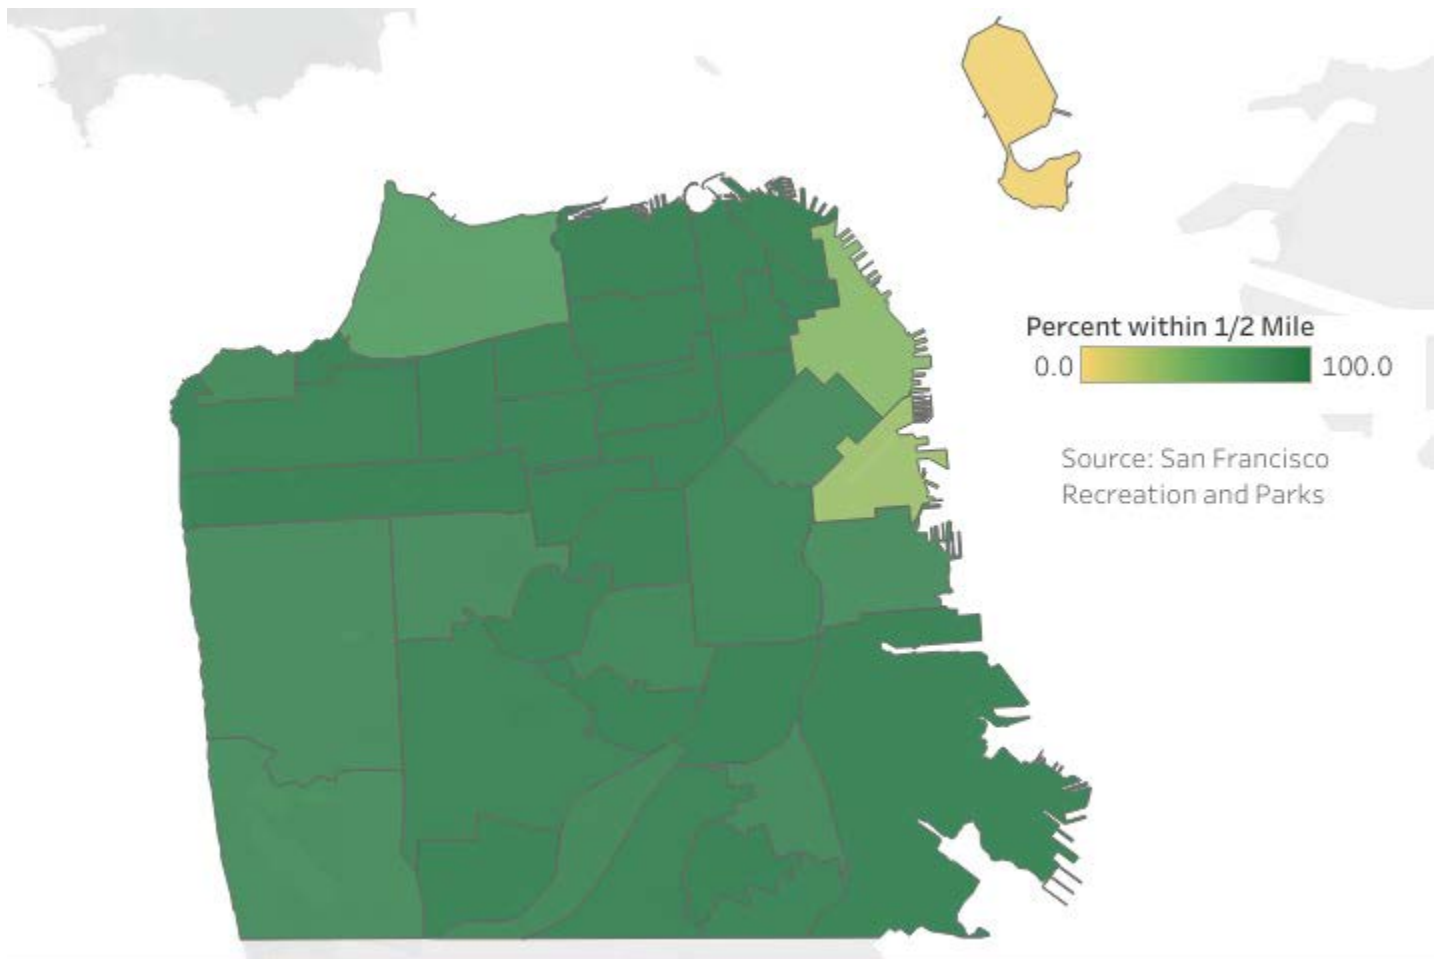 Percent within 1/2 Mile
0.0 100.0
Source: San Francisco
Recreation and Parks